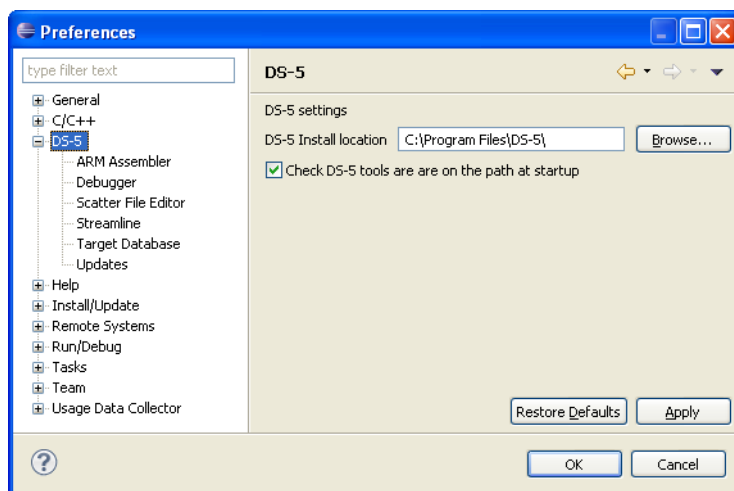 Preferences
type filter text
General
C/C++
DS-5
ARM Assembler
Debugger
Scatter File Editor
Streamline
Target Database
Updates
Help
Install/Update
Remote Systems
Run/Debug
Tasks
Team
Usage Data Collector
DS-5
DS-5 settings
DS-5 Install location C:\Program Files\DS-5\ Browse...
Check DS-5 tools are are on the path at startup
Restore Defaults Apply
? OK Cancel